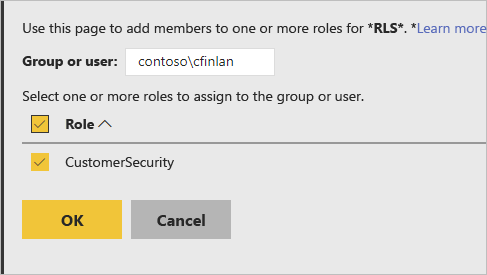 Use this page to add members to one or more roles for *RLS*. *Learn more
Group or user: contoso\cfinlan
Select one or more roles to assign to the group or user.
Role
CustomerSecurity
OK Cancel